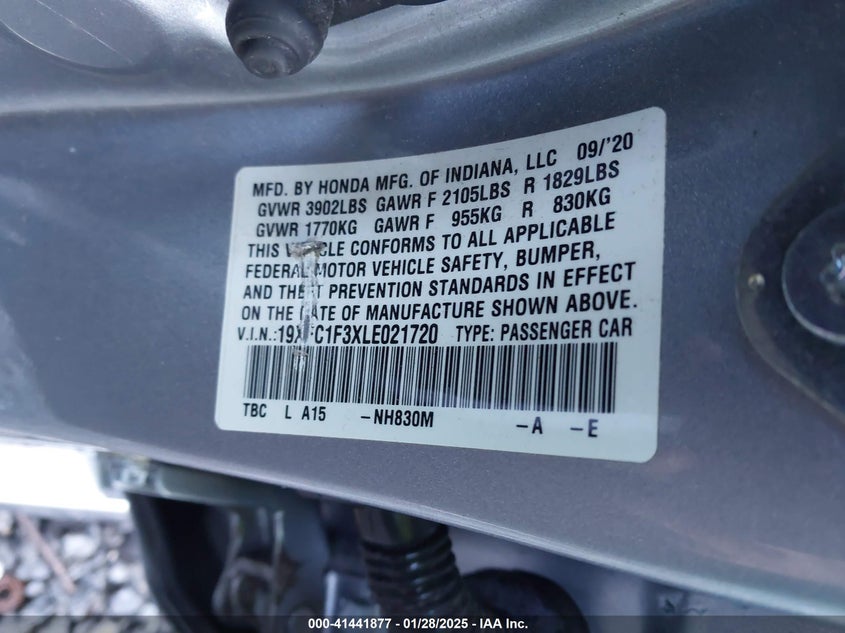 MFD. BY HONDA MFG. OF INDIANA, LLC 09/'20
GVWR 3902LBS GAWR F 2105LBS R 1829LBS
GVWR 1770KG GAWR F 955KG R 830KG
THIS CONFORMS TO ALL APPLICABLE
FEDERAL MOTOR VEHICLE SAFETY, BUMPER,
AND THEFT PREVENTION STANDARDS IN EFFECT
ON THE DATE OF MANUFACTURE SHOWN ABOVE.
V.I.N.: TYPE: PASSENGER CAR
TBC L A15 -NH830M -A -E
000-41441877 - 01/28/2025 - IAA Inc.